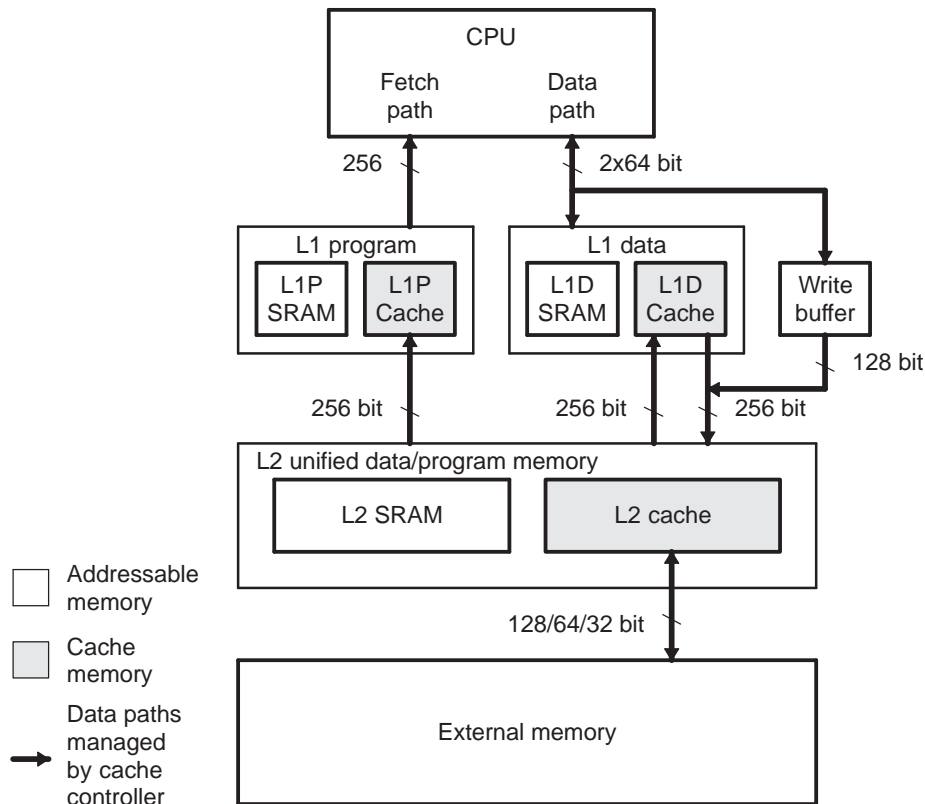 CPU
Fetch
path
Data
path
256
2x64 bit
L1 program
L1P
SRAM
L1P
Cache
L1 data
L1D
SRAM
L1D
Cache
Write
buffer
128 bit
256 bit
256 bit
256 bit
L2 unified data/program memory
L2 SRAM
L2 cache
128/64/32 bit
External memory
Addressable
memory
Cache
memory
Data paths
managed
by cache
controller